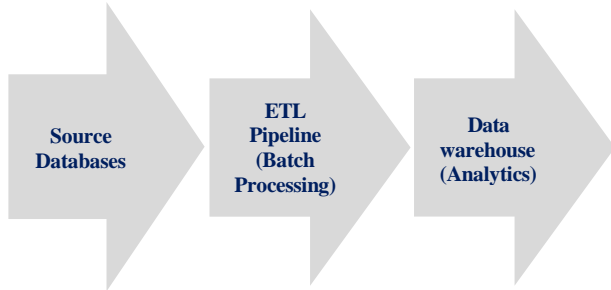 Source
Databases
ETL
Pipeline
(Batch
Processing)
Data
warehouse
(Analytics)